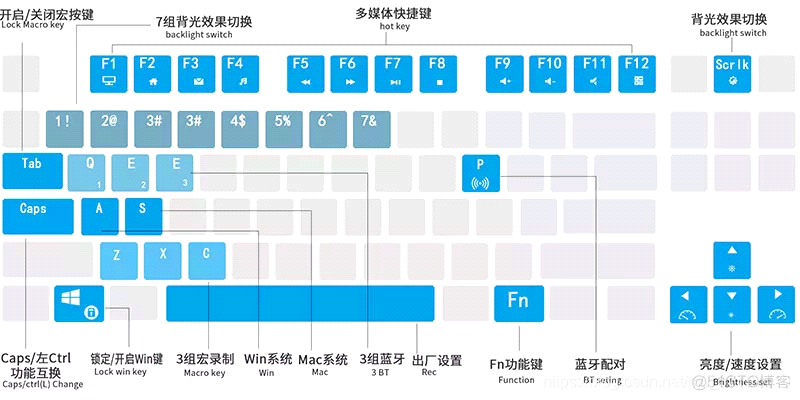 开启/关闭宏按键
Lock Macro key
7组背光效果切换
backlight switch
多媒体快捷键
hot key
背光效果切换
backlight switch
F1 F2 F3 F4 F5 F6 F7 F8 F9 F10 F11 F12 Scrlk
1! 2@ 3# 3# 4$ 5% 6^ 7&
Tab Q 1 E 2 E 3 P
Caps A S
Z X C
Fn
Caps/左Ctrl
功能互换
Caps/ctrl(L) Change
锁定/开启Win键
Lock win key
3组宏录制
Macro key
Win系统
Win
Mac系统
Mac
3组蓝牙
3 BT
出厂设置
Rec
Fn功能键
Function
蓝牙配对
BT seting
亮度/速度设置
Brightness set